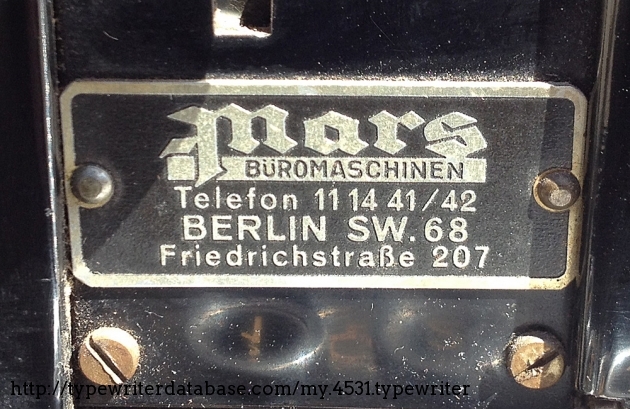 Mars
BÜROMASCHINEN
Telefon 11 14 41/42
BERLIN SW. 68
Friedrichstraße 207
http://typewriterdatabase.com/my.4531.typewriter